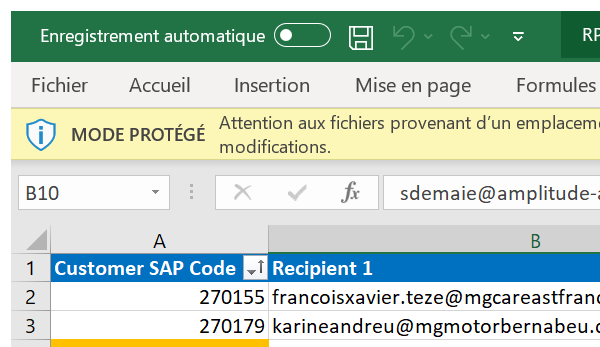 Enregistrement automatique RP
Fichier Accueil Insertion Mise en page Formules
MODE PROTÉGÉ Attention aux fichiers provenant d'un emplaceme
modifications.
B10 fx sdemaie@amplitude-a
A B
1 Customer SAP Code Recipient 1
2 270155 francoisxavier.teze@mgcareastfranc
3 270179 karineandreu@mgmotorbernabeu.c